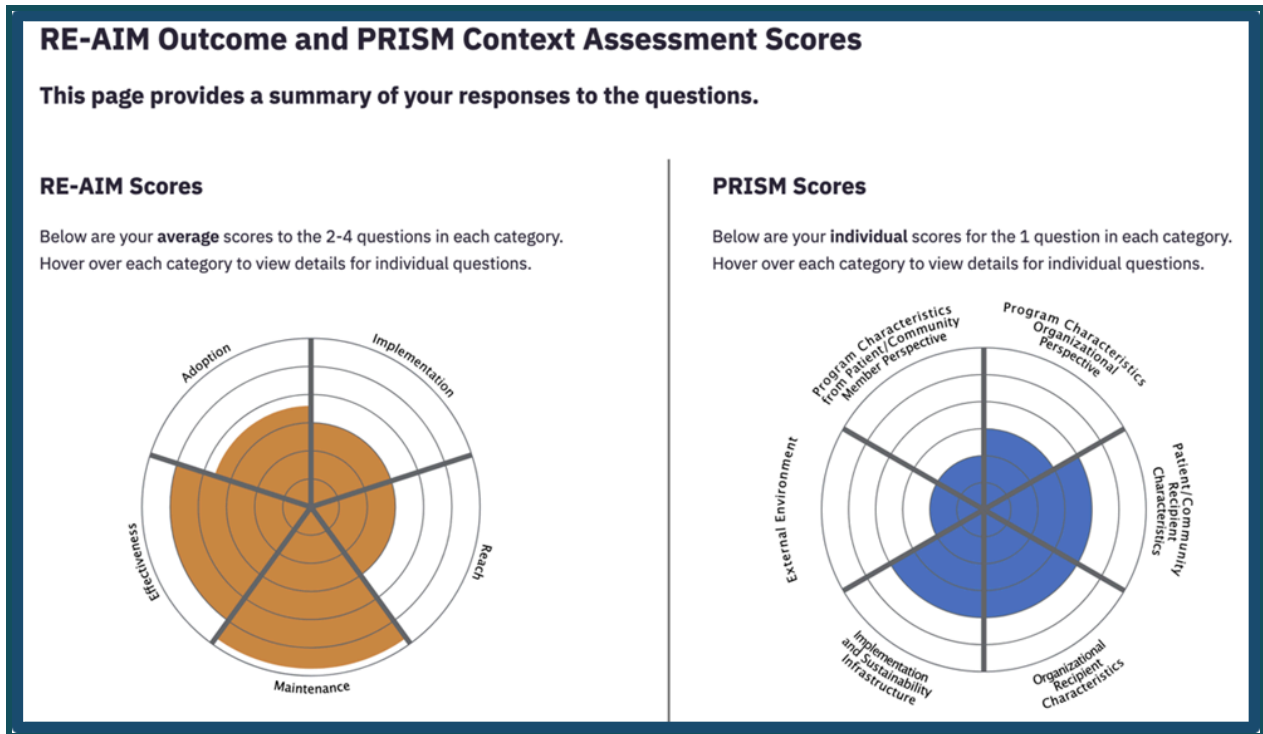 RE-AIM Outcome and PRISM Context Assessment Scores
This page provides a summary of your responses to the questions.
RE-AIM Scores
Below are your average scores to the 2-4 questions in each category.
Hover over each category to view details for individual questions.
Adoption
Implementation
Reach
Maintenance
Effectiveness
PRISM Scores
Below are your individual scores for the 1 question in each category.
Hover over each category to view details for individual questions.
Program Characteristics
from Patient/Community
Member Perspective
Program Characteristics
Organizational
Perspective
Patient/Community
Recipient
Characteristics
Organizational
Recipient
Characteristics
Implementation
and Sustainability
Infrastructure
External Environment